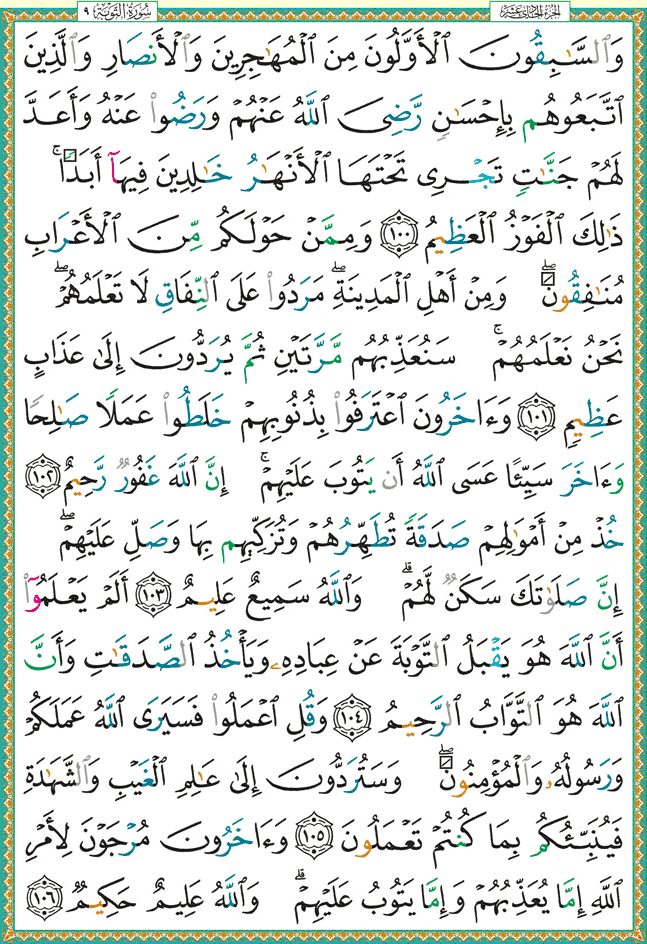 سُورَةُ التَّوْبَةِ ٩
الجزء الحادي عشر
وَٱلسَّـٰبِقُونَ ٱلْأَوَّلُونَ مِنَ ٱلْمُهَـٰجِرِينَ وَٱلْأَنصَارِ وَٱلَّذِينَ
ٱتَّبَعُوهُم بِإِحْسَـٰنٍ رَّضِىَ ٱللَّهُ عَنْهُمْ وَرَضُوا۟ عَنْهُ وَأَعَدَّ
لَهُمْ جَنَّـٰتٍ تَجْرِى تَحْتَهَا ٱلْأَنْهَـٰرُ خَـٰلِدِينَ فِيهَآ أَبَدًا ۚ
ذَٰلِكَ ٱلْفَوْزُ ٱلْعَظِيمُ ١٠٠ وَمِمَّنْ حَوْلَكُم مِّنَ ٱلْأَعْرَابِ
مُنَـٰفِقُونَ ۖ وَمِنْ أَهْلِ ٱلْمَدِينَةِ ۖ مَرَدُوا۟ عَلَى ٱلنِّفَاقِ لَا تَعْلَمُهُمْ ۖ
نَحْنُ نَعْلَمُهُمْ ۚ سَنُعَذِّبُهُم مَّرَّتَيْنِ ثُمَّ يُرَدُّونَ إِلَىٰ عَذَابٍ
عَظِيمٍ ١٠١ وَءَاخَرُونَ ٱعْتَرَفُوا۟ بِذُنُوبِهِمْ خَلَطُوا۟ عَمَلًا صَـٰلِحًا
وَءَاخَرَ سَيِّئًا عَسَى ٱللَّهُ أَن يَتُوبَ عَلَيْهِمْ ۚ إِنَّ ٱللَّهَ غَفُورٌ رَّحِيمٌ ١٠٢
خُذْ مِنْ أَمْوَٰلِهِمْ صَدَقَةً تُطَهِّرُهُمْ وَتُزَكِّيهِم بِهَا وَصَلِّ عَلَيْهِمْ ۖ
إِنَّ صَلَوٰتَكَ سَكَنٌ لَّهُمْ ۗ وَٱللَّهُ سَمِيعٌ عَلِيمٌ ١٠٣ أَلَمْ يَعْلَمُوٓا۟
أَنَّ ٱللَّهَ هُوَ يَقْبَلُ ٱلتَّوْبَةَ عَنْ عِبَادِهِۦ وَيَأْخُذُ ٱلصَّدَقَـٰتِ وَأَنَّ
ٱللَّهَ هُوَ ٱلتَّوَّابُ ٱلرَّحِيمُ ١٠٤ وَقُلِ ٱعْمَلُوا۟ فَسَيَرَى ٱللَّهُ عَمَلَكُمْ
وَرَسُولُهُۥ وَٱلْمُؤْمِنُونَ ۖ وَسَتُرَدُّونَ إِلَىٰ عَـٰلِمِ ٱلْغَيْبِ وَٱلشَّهَـٰدَةِ
فَيُنَبِّئُكُم بِمَا كُنتُمْ تَعْمَلُونَ ١٠٥ وَءَاخَرُونَ مُرْجَوْنَ لِأَمْرِ
ٱللَّهِ إِمَّا يُعَذِّبُهُمْ وَإِمَّا يَتُوبُ عَلَيْهِمْ ۗ وَٱللَّهُ عَلِيمٌ حَكِيمٌ ١٠٦